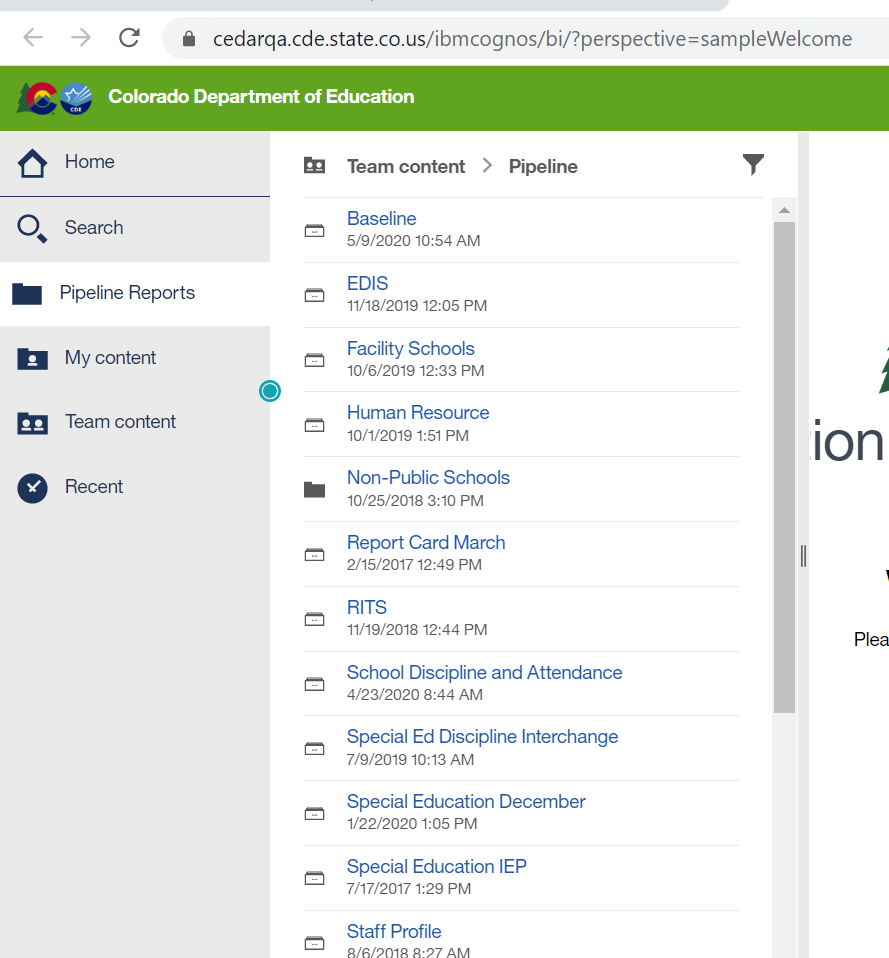 cedarqa.cde.state.co.us/ibmcognos/bi/?perspective=sampleWelcome
CDE
Colorado Department of Education
Home
Search
Pipeline Reports
My content
Team content
Recent
Team content > Pipeline
Baseline
5/9/2020 10:54 AM
EDIS
11/18/2019 12:05 PM
Facility Schools
10/6/2019 12:33 PM
Human Resource
10/1/2019 1:51 PM
Non-Public Schools
10/25/2018 3:10 PM
Report Card March
2/15/2017 12:49 PM
RITS
11/19/2018 12:44 PM
School Discipline and Attendance
4/23/2020 8:44 AM
Special Ed Discipline Interchange
7/9/2019 10:13 AM
Special Education December
1/22/2020 1:05 PM
Special Education IEP
7/17/2017 1:29 PM
Staff Profile
8/6/2018 8:27 AM
tion
Plea